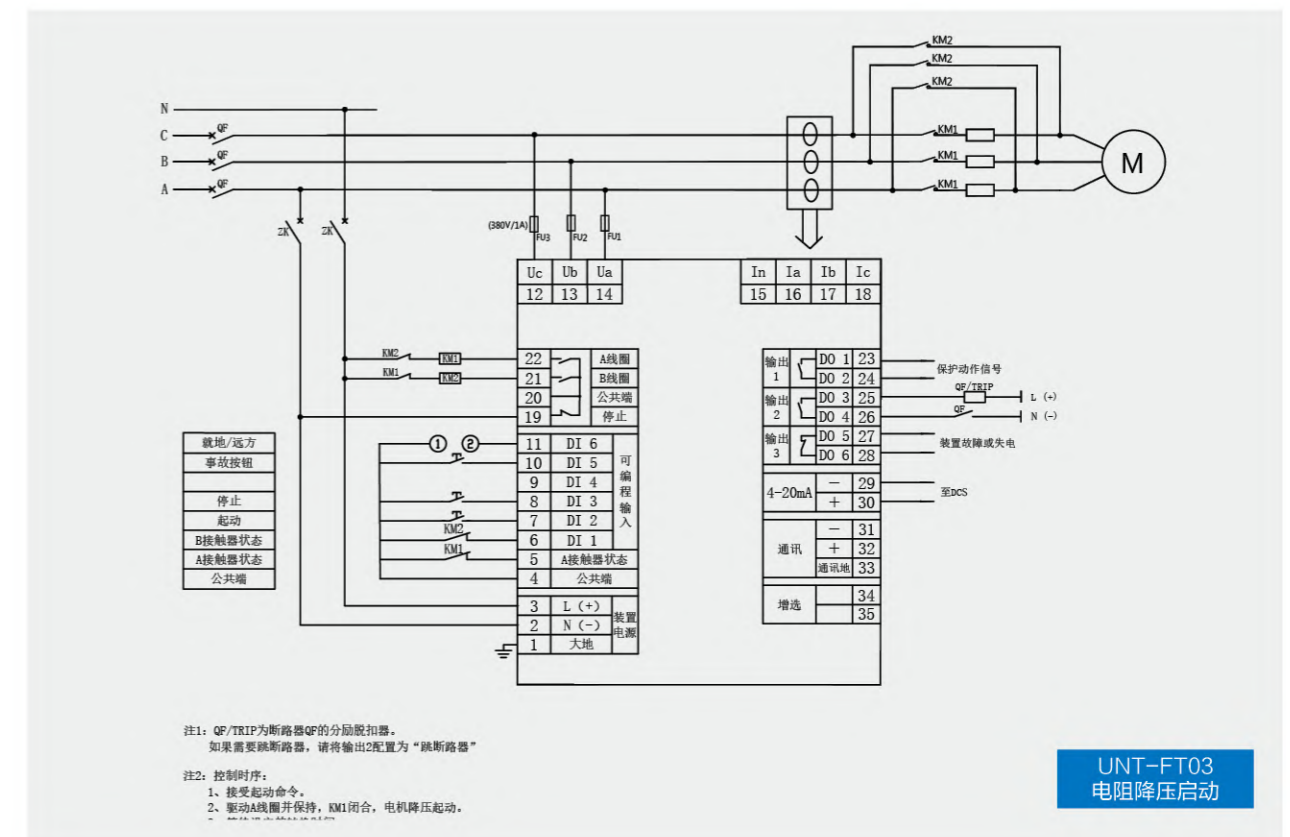 KM2
KM2
KM2
N
C QF
B QF
A QF
KM1
KM1
KM1
M
ZK ZK
(380V/1A) FU3 FU2 FU1
Uc Ub Ua
12 13 14
In Ia Ib Ic
15 16 17 18
KM2 KM1 22 A线圈
KM1 KM2 21 B线圈
20 公共端
19 停止
就地/远方 ① ② 11 DI 6
事故按钮 10 DI 5
9 DI 4
停止 8 DI 3
起动 7 DI 2
B接触器状态 KM2 6 DI 1
可编程输入
A接触器状态 KM1 5 A接触器状态
公共端 4 公共端
3 L (+)
2 N (-)
装置电源
1 大地
输出1 DO 1 23
DO 2 24
保护动作信号
输出2 DO 3 25 QF/TRIP L (+)
DO 4 26 QF N (-)
输出3 DO 5 27
DO 6 28
装置故障或失电
4-20mA － 29
＋ 30
至DCS
通讯 － 31
＋ 32
通讯地 33
增选 34
35
注1: QF/TRIP为断路器QF的分励脱扣器。
如果需要跳断路器，请将输出2配置为“跳断路器”
注2: 控制时序:
1、接受起动命令。
2、驱动A线圈并保持，KM1闭合，电机降压起动。
UNT-FT03
电阻降压启动